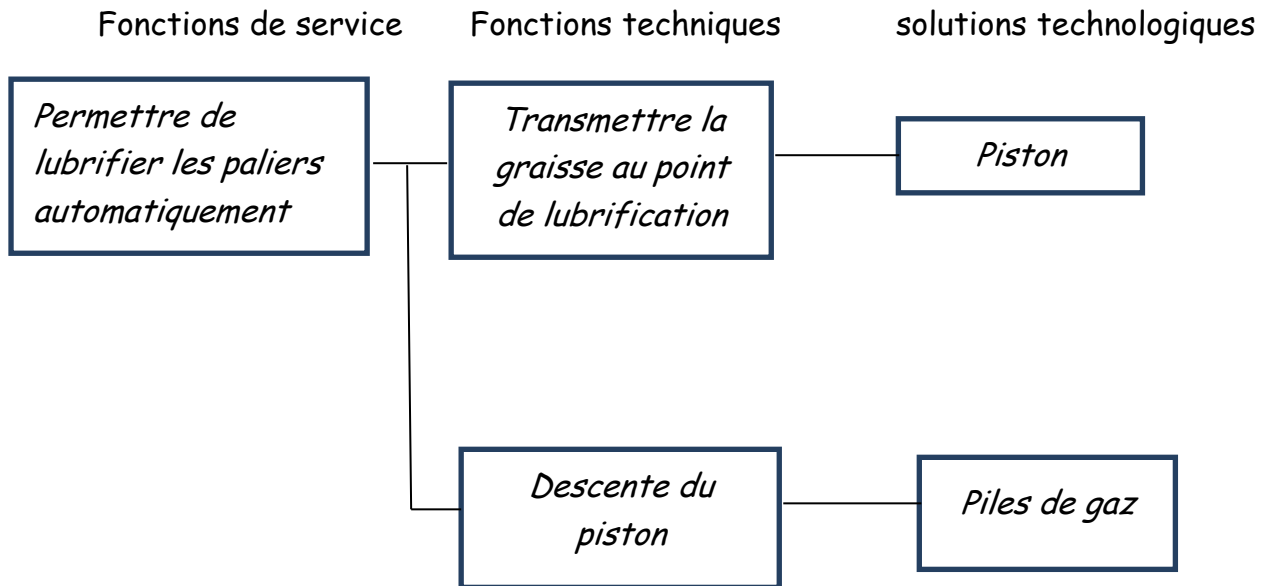 Fonctions de service Fonctions techniques solutions technologiques
Permettre de
lubrifier les paliers
automatiquement
Transmettre la
graisse au point
de lubrification
Piston
Descente du
piston
Piles de gaz